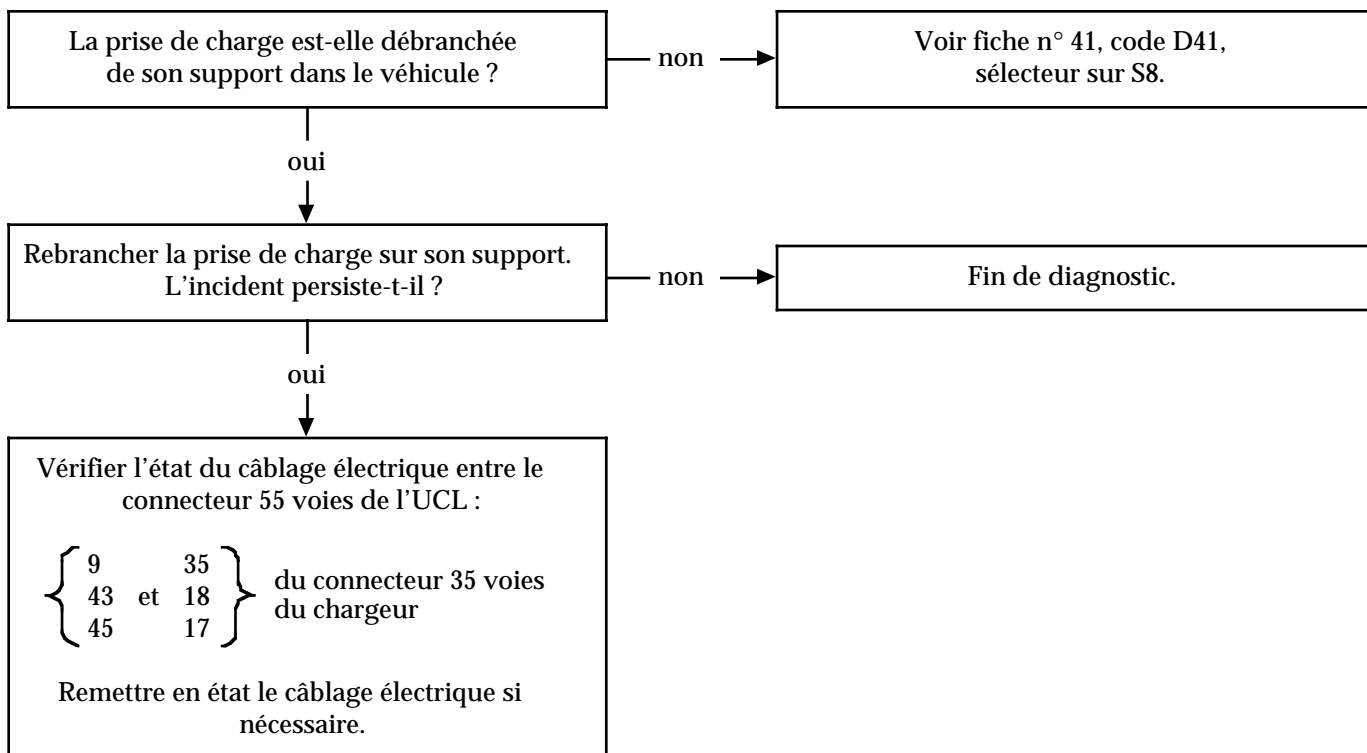 La prise de charge est-elle débranchée
de son support dans le véhicule ?
non
Voir fiche n° 41, code D41,
sélecteur sur S8.
oui
Rebrancher la prise de charge sur son support.
L'incident persiste-t-il ?
non
Fin de diagnostic.
oui
Vérifier l'état du câblage électrique entre le
connecteur 55 voies de l'UCL :
9 35
43 et 18
45 17
du connecteur 35 voies
du chargeur
Remettre en état le câblage électrique si
nécessaire.